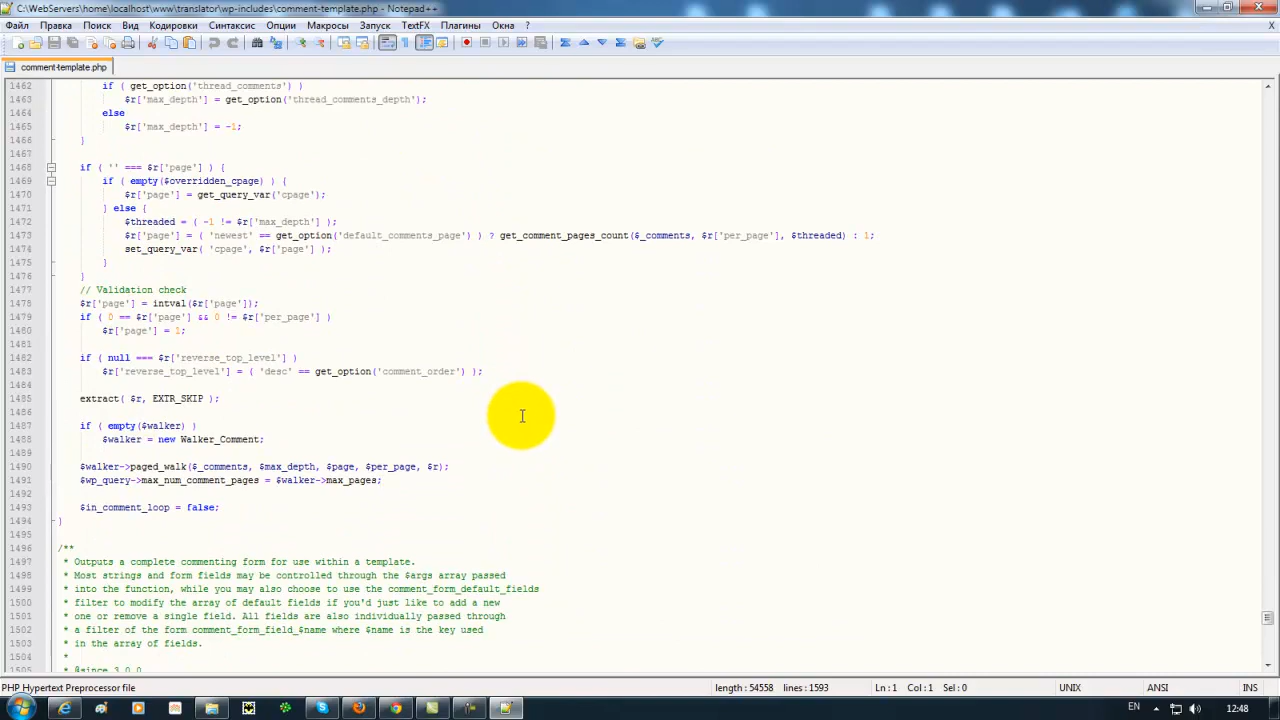 C:\WebServers\home\localhost\www\translator\wp-includes\comment-template.php - Notepad++
Файл Правка Поиск Вид Кодировки Синтаксис Опции Макросы Запуск TextFX Плагины Окна ? X
comment-template.php
1462 if ( get_option('thread_comments') )
1463 $r['max_depth'] = get_option('thread_comments_depth');
1464 else
1465 $r['max_depth'] = -1;
1466 }
1467
1468 if ( '' === $r['page'] ) {
1469 if ( empty($overridden_cpage) ) {
1470 $r['page'] = get_query_var('cpage');
1471 } else {
1472 $threaded = ( -1 != $r['max_depth'] );
1473 $r['page'] = ( 'newest' == get_option('default_comments_page') ) ? get_comment_pages_count($_comments, $r['per_page'], $threaded) : 1;
1474 set_query_var( 'cpage', $r['page'] );
1475 }
1476 }
1477 // Validation check
1478 $r['page'] = intval($r['page']);
1479 if ( 0 == $r['page'] && 0 != $r['per_page'] )
1480 $r['page'] = 1;
1481
1482 if ( null === $r['reverse_top_level'] )
1483 $r['reverse_top_level'] = ( 'desc' == get_option('comment_order') );
1484
1485 extract( $r, EXTR_SKIP );
1486
1487 if ( empty($walker) )
1488 $walker = new Walker_Comment;
1489
1490 $walker->paged_walk($_comments, $max_depth, $page, $per_page, $r);
1491 $wp_query->max_num_comment_pages = $walker->max_pages;
1492
1493 $in_comment_loop = false;
1494 }
1495
1496 /**
1497 * Outputs a complete commenting form for use within a template.
1498 * Most strings and form fields may be controlled through the $args array passed
1499 * into the function, while you may also choose to use the comment_form_default_fields
1500 * filter to modify the array of default fields if you'd just like to add a new
1501 * one or remove a single field. All fields are also individually passed through
1502 * a filter of the form comment_form_field_$name where $name is the key used
1503 * in the array of fields.
1504 *
1505 * @since 3.0.0
PHP Hypertext Preprocessor file length : 54558 lines : 1593 Ln : 1 Col : 1 Sel : 0 UNIX ANSI INS
EN 12:48